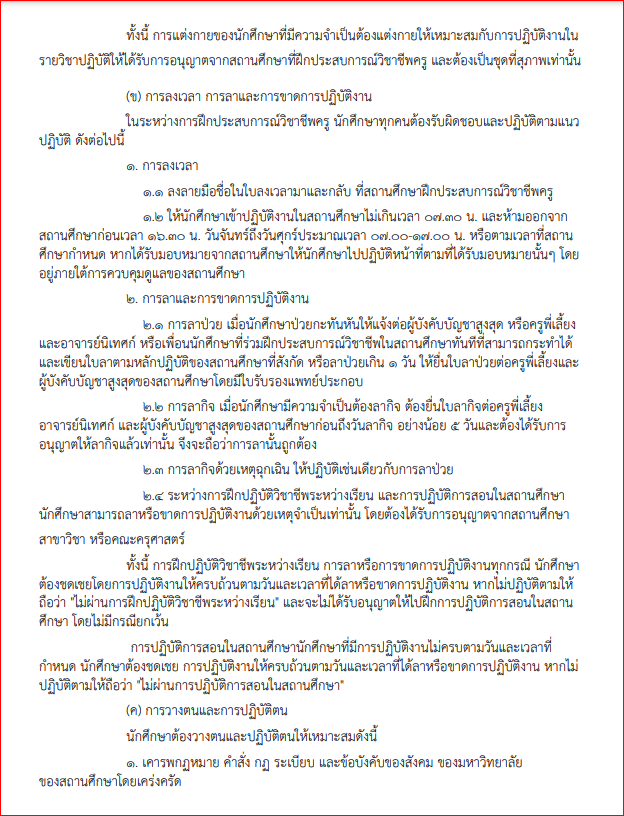 ทั้งนี้ การแต่งกายของนักศึกษาที่มีความจำเป็นต้องแต่งกายให้เหมาะสมกับการปฏิบัติงานใน
รายวิชาปฏิบัติให้ได้รับการอนุญาตจากสถานศึกษาที่ฝึกประสบการณ์วิชาชีพครู และต้องเป็นชุดที่สุภาพเท่านั้น
(ข) การลงเวลา การลาและการขาดการปฏิบัติงาน
ในระหว่างการฝึกประสบการณ์วิชาชีพครู นักศึกษาทุกคนต้องรับผิดชอบและปฏิบัติตามแนว
ปฏิบัติ ดังต่อไปนี้
๑. การลงเวลา
๑.๑ ลงลายมือชื่อในใบลงเวลามาและกลับ ที่สถานศึกษาฝึกประสบการณ์วิชาชีพครู
๑.๒ ให้นักศึกษาเข้าปฏิบัติงานในสถานศึกษาไม่เกินเวลา ๐๗.๓๐ น. และห้ามออกจาก
สถานศึกษาก่อนเวลา ๑๖.๓๐ น. วันจันทร์ถึงวันศุกร์ประมาณเวลา ๐๗.๐๐-๑๗.๐๐ น. หรือตามเวลาที่สถาน
ศึกษากำหนด หากได้รับมอบหมายจากสถานศึกษาให้นักศึกษาไปปฏิบัติหน้าที่ตามที่ได้รับมอบหมายนั้นๆ โดย
อยู่ภายใต้การควบคุมดูแลของสถานศึกษา
๒. การลาและการขาดการปฏิบัติงาน
๒.๑ การลาป่วย เมื่อนักศึกษาป่วยกะทันหันให้แจ้งต่อผู้บังคับบัญชาสูงสุด หรือครูพี่เลี้ยง
และอาจารย์นิเทศก์ หรือเพื่อนนักศึกษาที่ร่วมฝึกประสบการณ์วิชาชีพในสถานศึกษาทันทีที่สามารถกระทำได้
และเขียนใบลาตามหลักปฏิบัติของสถานศึกษาที่สังกัด หรือลาป่วยเกิน ๑ วัน ให้ยื่นใบลาป่วยต่อครูพี่เลี้ยงและ
ผู้บังคับบัญชาสูงสุดของสถานศึกษาโดยมีใบรับรองแพทย์ประกอบ
๒.๒ การลากิจ เมื่อนักศึกษามีความจำเป็นต้องลากิจ ต้องยื่นใบลากิจต่อครูพี่เลี้ยง
อาจารย์นิเทศก์ และผู้บังคับบัญชาสูงสุดของสถานศึกษาก่อนถึงวันลากิจ อย่างน้อย ๕ วันและต้องได้รับการ
อนุญาตให้ลากิจแล้วเท่านั้น จึงจะถือว่าการลานั้นถูกต้อง
๒.๓ การลากิจด้วยเหตุฉุกเฉิน ให้ปฏิบัติเช่นเดียวกับการลาป่วย
๒.๔ ระหว่างการฝึกปฏิบัติวิชาชีพระหว่างเรียน และการปฏิบัติการสอนในสถานศึกษา
นักศึกษาสามารถลาหรือขาดการปฏิบัติงานด้วยเหตุจำเป็นเท่านั้น โดยต้องได้รับการอนุญาตจากสถานศึกษา
สาขาวิชา หรือคณะครุศาสตร์
ทั้งนี้ การฝึกปฏิบัติวิชาชีพระหว่างเรียน การลาหรือการขาดการปฏิบัติงานทุกกรณี นักศึกษา
ต้องชดเชยโดยการปฏิบัติงานให้ครบถ้วนตามวันและเวลาที่ได้ลาหรือขาดการปฏิบัติงาน หากไม่ปฏิบัติตามให้
ถือว่า "ไม่ผ่านการฝึกปฏิบัติวิชาชีพระหว่างเรียน" และจะไม่ได้รับอนุญาตให้ไปฝึกการปฏิบัติการสอนในสถาน
ศึกษา โดยไม่มีกรณียกเว้น
การปฏิบัติการสอนในสถานศึกษานักศึกษาที่มีการปฏิบัติงานไม่ครบตามวันและเวลาที่
กำหนด นักศึกษาต้องชดเชย การปฏิบัติงานให้ครบถ้วนตามวันและเวลาที่ได้ลาหรือขาดการปฏิบัติงาน หากไม่
ปฏิบัติตามให้ถือว่า "ไม่ผ่านการปฏิบัติการสอนในสถานศึกษา"
(ค) การวางตนและการปฏิบัติตน
นักศึกษาต้องวางตนและปฏิบัติตนให้เหมาะสมดังนี้
๑. เคารพกฎหมาย คำสั่ง กฎ ระเบียบ และข้อบังคับของสังคม ของมหาวิทยาลัย
ของสถานศึกษาโดยเคร่งครัด